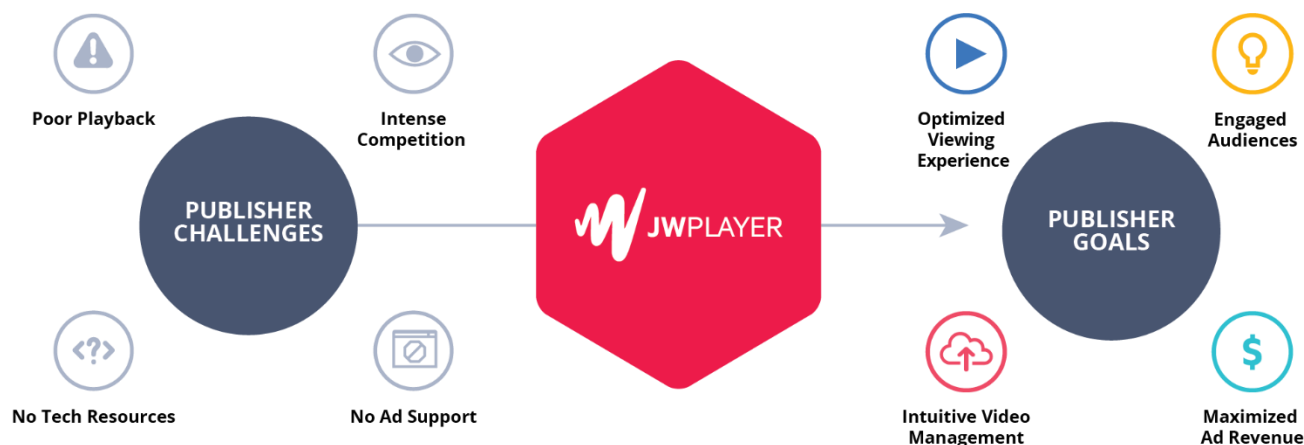 Poor Playback
Intense
Competition
PUBLISHER
CHALLENGES
No Tech Resources
No Ad Support
JWPLAYER
Optimized
Viewing
Experience
Engaged
Audiences
PUBLISHER
GOALS
Intuitive Video
Management
$
Maximized
Ad Revenue